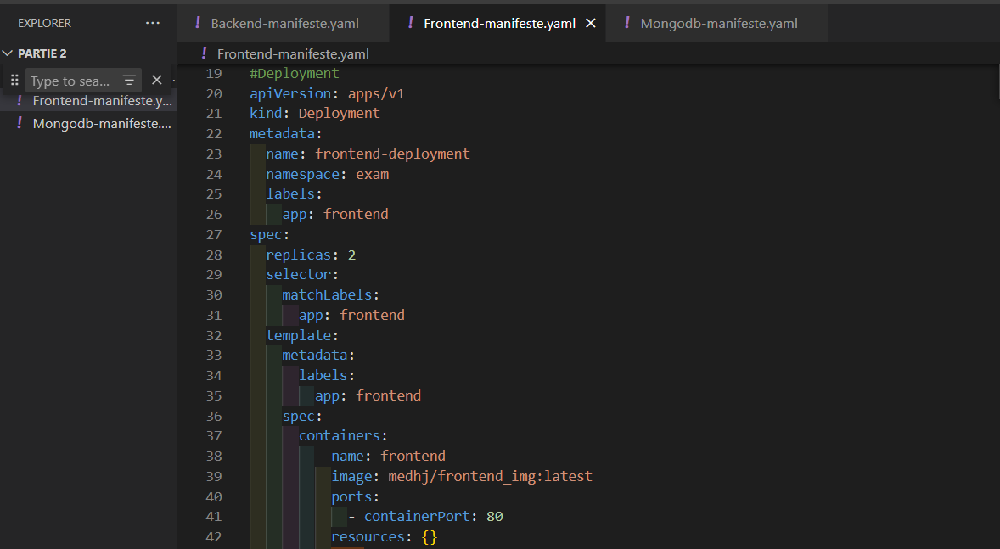 EXPLORER
PARTIE 2
Type to sea...
Frontend-manifeste.y...
Mongodb-manifeste....
Backend-manifeste.yaml
Frontend-manifeste.yaml
Mongodb-manifeste.yaml
Frontend-manifeste.yaml
19 #Deployment
20 apiVersion: apps/v1
21 kind: Deployment
22 metadata:
23   name: frontend-deployment
24   namespace: exam
25   labels:
26     app: frontend
27 spec:
28   replicas: 2
29   selector:
30     matchLabels:
31       app: frontend
32   template:
33     metadata:
34       labels:
35         app: frontend
36     spec:
37       containers:
38         - name: frontend
39           image: medhj/frontend_img:latest
40           ports:
41             - containerPort: 80
42           resources: {}